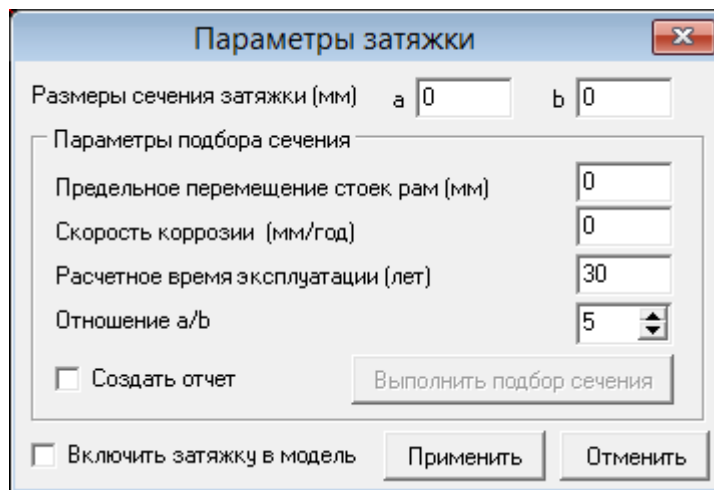 Параметры затяжки
Размеры сечения затяжки (мм) a 0 b 0
Параметры подбора сечения
Предельное перемещение стоек рам (мм) 0
Скорость коррозии (мм/год) 0
Расчетное время эксплуатации (лет) 30
Отношение a/b 5
Создать отчет Выполнить подбор сечения
Включить затяжку в модель Применить Отменить